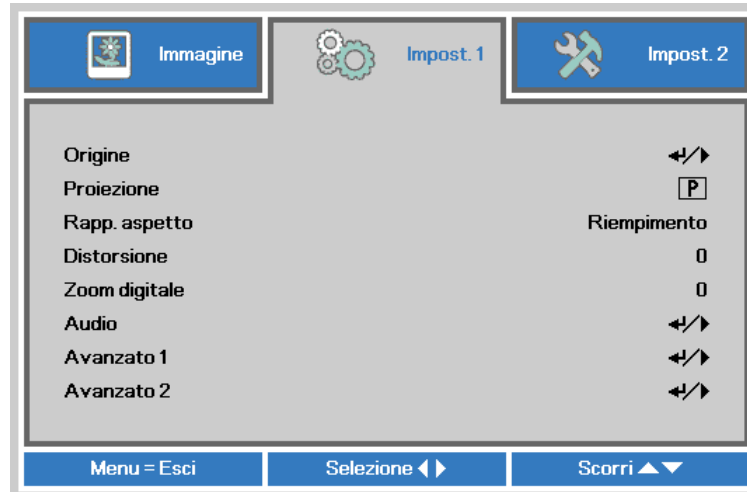 Immagine
Impost. 1
Impost. 2
Origine
Proiezione P
Rapp. aspetto Riempimento
Distorsione 0
Zoom digitale 0
Audio
Avanzato 1
Avanzato 2
Menu = Esci
Selezione
Scorri